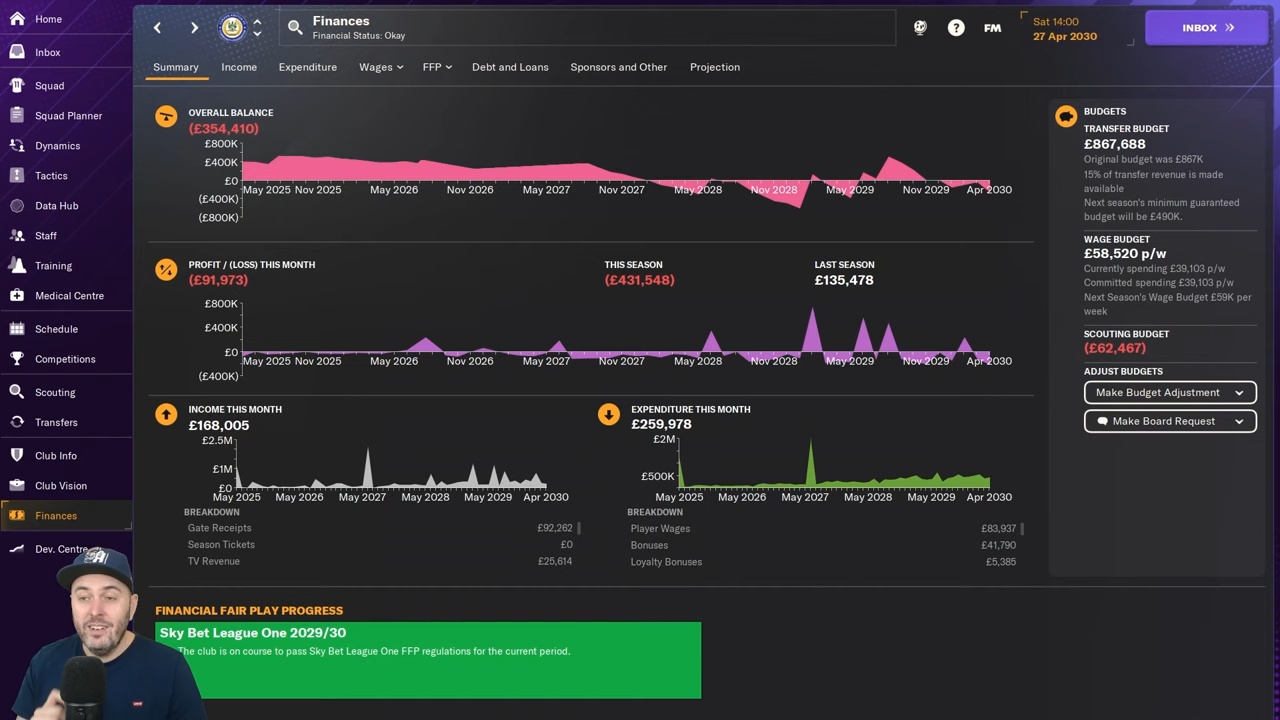 Home
Inbox
Squad
Squad Planner
Dynamics
Tactics
Data Hub
Staff
Training
Medical Centre
Schedule
Competitions
Scouting
Transfers
Club Info
Club Vision
Finances
Dev. Centre
Finances
Financial Status: Okay
FM
Sat 14:00
27 Apr 2030
INBOX
Summary Income Expenditure Wages FFP Debt and Loans Sponsors and Other Projection
OVERALL BALANCE
(£354,410)
£800K
£400K
£0
(£400K)
(£800K)
May 2025 Nov 2025 May 2026 Nov 2026 May 2027 Nov 2027 May 2028 Nov 2028 May 2029 Nov 2029 Apr 2030
PROFIT / (LOSS) THIS MONTH
(£91,973)
THIS SEASON
(£431,548)
LAST SEASON
£135,478
£800K
£400K
£0
(£400K)
May 2025 Nov 2025 May 2026 Nov 2026 May 2027 Nov 2027 May 2028 Nov 2028 May 2029 Nov 2029 Apr 2030
INCOME THIS MONTH
£168,005
£2.5M
£1M
£0
May 2025 May 2026 May 2027 May 2028 May 2029 Apr 2030
BREAKDOWN
Gate Receipts £92,262
Season Tickets £0
TV Revenue £25,614
EXPENDITURE THIS MONTH
£259,978
£2M
£500K
May 2025 May 2026 May 2027 May 2028 May 2029 Apr 2030
BREAKDOWN
Player Wages £83,937
Bonuses £41,790
Loyalty Bonuses £5,385
FINANCIAL FAIR PLAY PROGRESS
Sky Bet League One 2029/30
The club is on course to pass Sky Bet League One FFP regulations for the current period.
BUDGETS
TRANSFER BUDGET
£867,688
Original budget was £867K
15% of transfer revenue is made
available
Next season's minimum guaranteed
budget will be £490K.
WAGE BUDGET
£58,520 p/w
Currently spending £39,103 p/w
Committed spending £39,103 p/w
Next Season's Wage Budget £59K per
week
SCOUTING BUDGET
(£62,467)
ADJUST BUDGETS
Make Budget Adjustment
Make Board Request